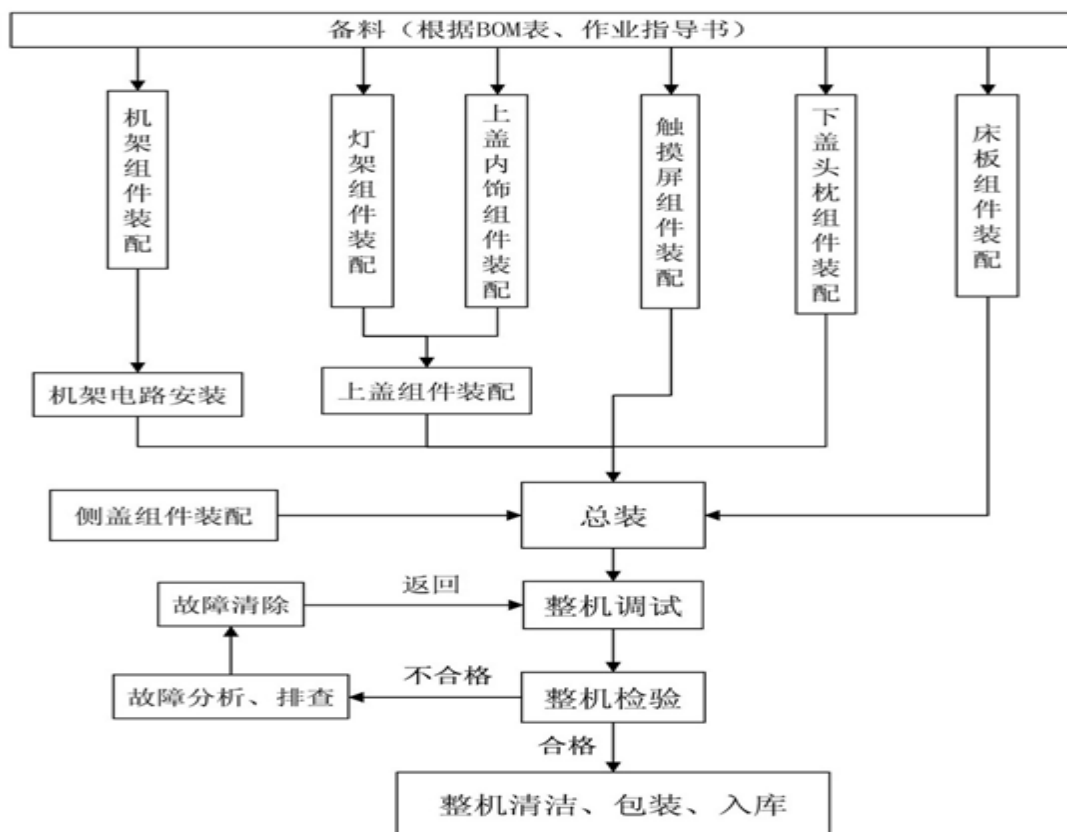 备料（根据BOM表、作业指导书）
机架组件装配
灯架组件装配
上盖内饰组件装配
触摸屏组件装配
下盖头枕组件装配
床板组件装配
机架电路安装
上盖组件装配
侧盖组件装配
总装
故障清除
返回
整机调试
故障分析、排查
不合格
整机检验
合格
整机清洁、包装、入库